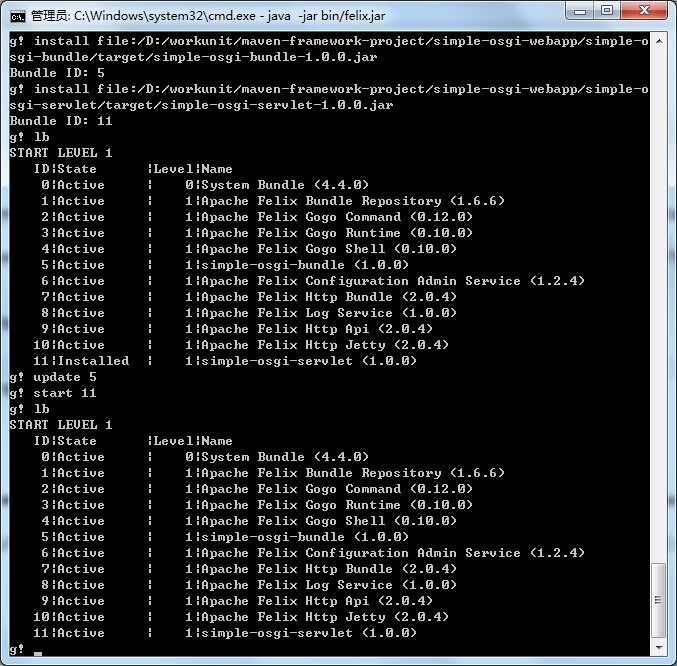 管理员: C:\Windows\system32\cmd.exe - java  -jar bin/felix.jar
g! install file:/D:/workunit/maven-framework-project/simple-osgi-webapp/simple-o
sgi-bundle/target/simple-osgi-bundle-1.0.0.jar
Bundle ID: 5
g! install file:/D:/workunit/maven-framework-project/simple-osgi-webapp/simple-o
sgi-servlet/target/simple-osgi-servlet-1.0.0.jar
Bundle ID: 11
g! lb
START LEVEL 1
   ID|State      |Level|Name
    0|Active     |    0|System Bundle (4.4.0)
    1|Active     |    1|Apache Felix Bundle Repository (1.6.6)
    2|Active     |    1|Apache Felix Gogo Command (0.12.0)
    3|Active     |    1|Apache Felix Gogo Runtime (0.10.0)
    4|Active     |    1|Apache Felix Gogo Shell (0.10.0)
    5|Active     |    1|simple-osgi-bundle (1.0.0)
    6|Active     |    1|Apache Felix Configuration Admin Service (1.2.4)
    7|Active     |    1|Apache Felix Http Bundle (2.0.4)
    8|Active     |    1|Apache Felix Log Service (1.0.0)
    9|Active     |    1|Apache Felix Http Api (2.0.4)
   10|Active     |    1|Apache Felix Http Jetty (2.0.4)
   11|Installed  |    1|simple-osgi-servlet (1.0.0)
g! update 5
g! start 11
g! lb
START LEVEL 1
   ID|State      |Level|Name
    0|Active     |    0|System Bundle (4.4.0)
    1|Active     |    1|Apache Felix Bundle Repository (1.6.6)
    2|Active     |    1|Apache Felix Gogo Command (0.12.0)
    3|Active     |    1|Apache Felix Gogo Runtime (0.10.0)
    4|Active     |    1|Apache Felix Gogo Shell (0.10.0)
    5|Active     |    1|simple-osgi-bundle (1.0.0)
    6|Active     |    1|Apache Felix Configuration Admin Service (1.2.4)
    7|Active     |    1|Apache Felix Http Bundle (2.0.4)
    8|Active     |    1|Apache Felix Log Service (1.0.0)
    9|Active     |    1|Apache Felix Http Api (2.0.4)
   10|Active     |    1|Apache Felix Http Jetty (2.0.4)
   11|Active     |    1|simple-osgi-servlet (1.0.0)
g! _